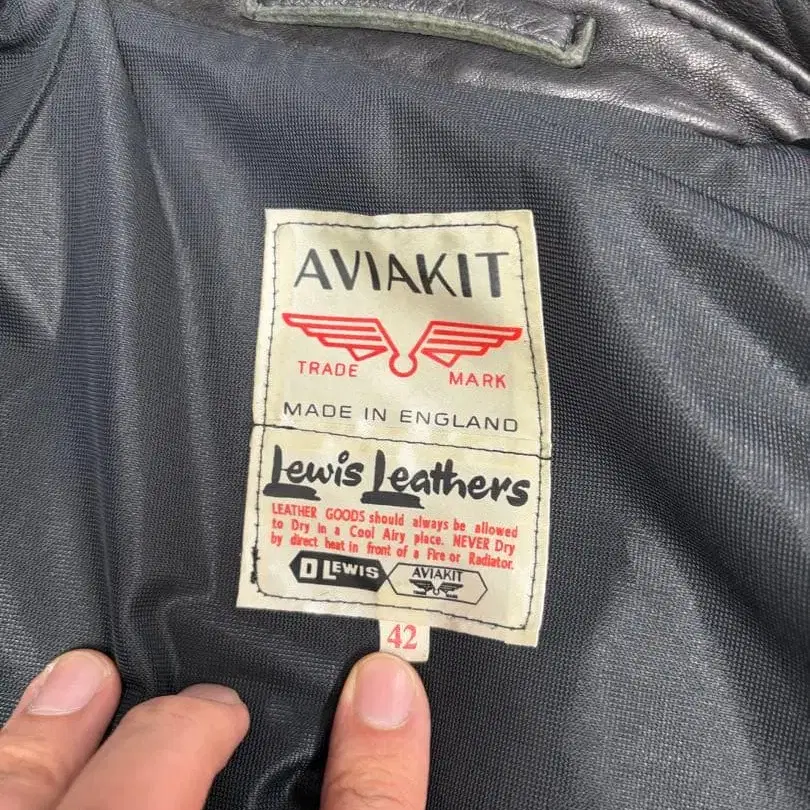 AVIAKIT
TRADE MARK
MADE IN ENGLAND
Lewis Leathers
LEATHER GOODS should always be allowed
to Dry in a Cool Airy place. NEVER Dry
by direct heat in front of a Fire or Radiator.
D LEWIS AVIAKIT
42